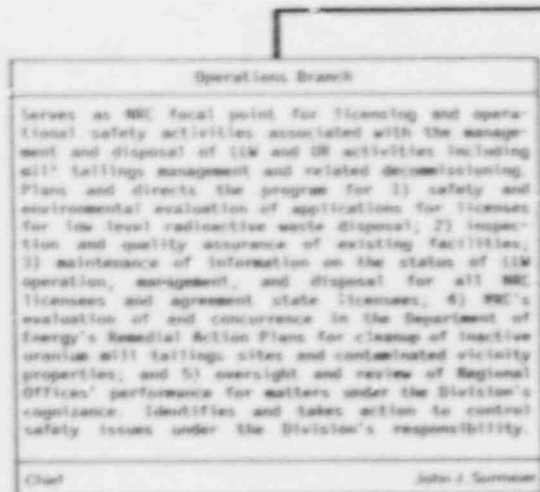 Operations Branch
Serves as NRC focal point for licensing and opera-
tional safety activities associated with the manage-
ment and disposal of LLW and UR activities including
mill tailings management and related decommissioning.
Plans and directs the program for 1) safety and
environmental evaluation of applications for licenses
for low level radioactive waste disposal; 2) inspec-
tion and quality assurance of existing facilities;
3) maintenance of information on the status of LLW
operation, management, and disposal for all NRC
licensees and agreement state licensees; 4) NRC's
evaluation of and concurrence in the Department of
Energy's Remedial Action Plans for cleanup of inactive
uranium mill tailings sites and contaminated vicinity
properties; and 5) oversight and review of Regional
Offices' performance for matters under the Division's
cognizance. Identifies and takes action to control
safety issues under the Division's responsibility.
Chief John J. Surmeier